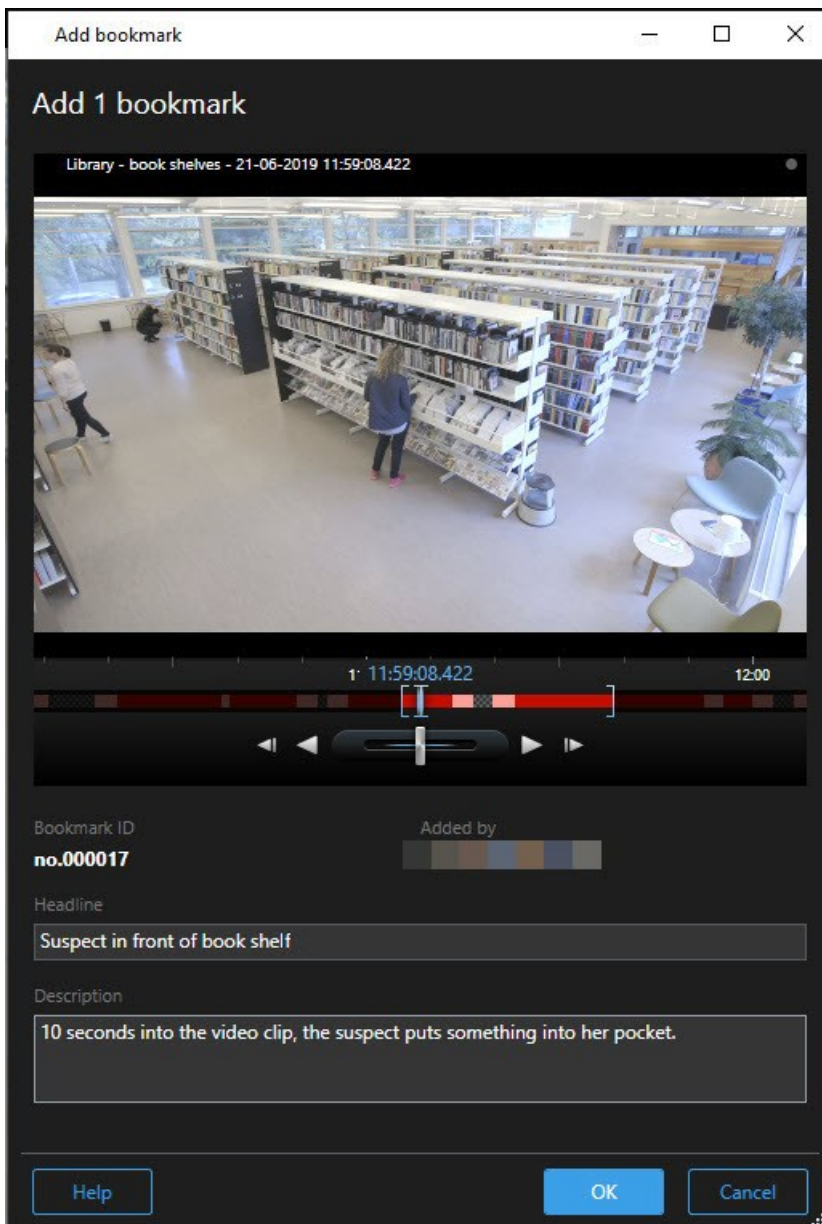 Add bookmark
Add 1 bookmark
Library - book shelves - 21-06-2019 11:59:08.422
11:59:08.422
12:00
Bookmark ID
Added by
no.000017
Headline
Suspect in front of book shelf
Description
10 seconds into the video clip, the suspect puts something into her pocket.
Help
OK
Cancel